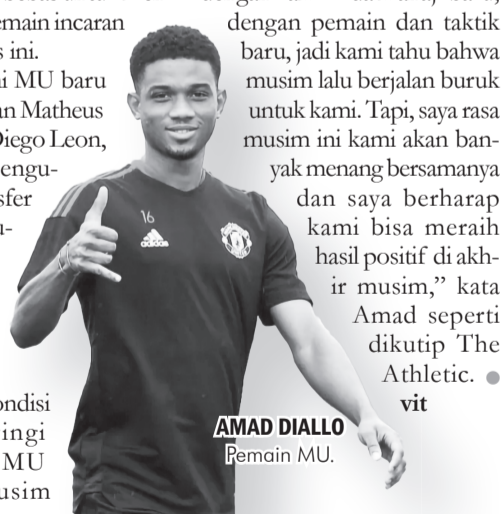 emain incaran
s ini.
i MU baru
an Matheus
Diego Leon,
engu-
sfer
u-
ondisi
ingi
MU
usim
dengan pemain dan taktik
baru, jadi kami tahu bahwa
musim lalu berjalan buruk
untuk kami. Tapi, saya rasa
musim ini kami akan ban-
yak menang bersamanya
dan saya berharap
kami bisa meraih
hasil positif di akh-
ir musim,” kata
Amad seperti
dikutip The
Athletic. ●
vit
16
adidas
AMAD DIALLO
Pemain MU.